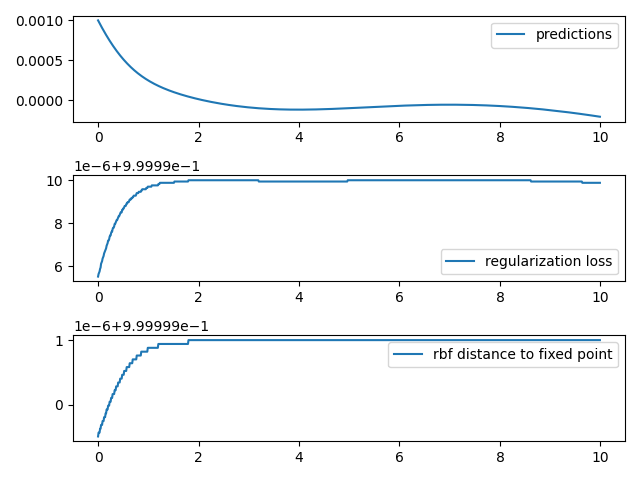 0.0010
0.0005
0.0000
predictions
0 2 4 6 8 10
1e-6+9.9999e-1
10
8
6
regularization loss
0 2 4 6 8 10
1e-6+9.99999e-1
1
0
rbf distance to fixed point
0 2 4 6 8 10